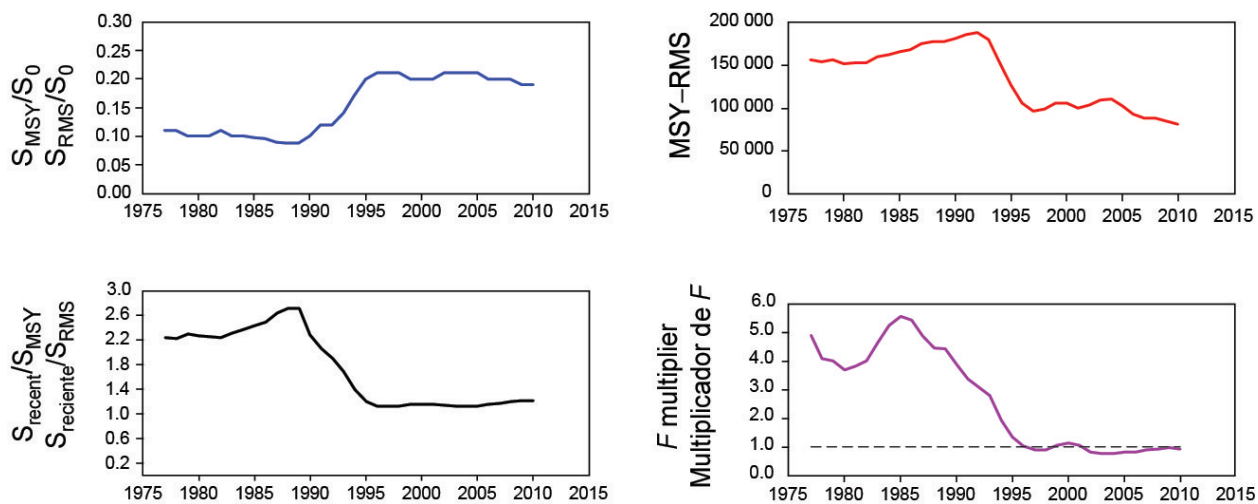 S_MSY/S_0
S_RMS/S_0
0.30
0.25
0.20
0.15
0.10
0.05
0.00
1975 1980 1985 1990 1995 2000 2005 2010 2015
MSY–RMS
200 000
150 000
100 000
50 000
0
1975 1980 1985 1990 1995 2000 2005 2010 2015
S_recent/S_MSY
S_reciente/S_RMS
3.0
2.6
2.2
1.8
1.4
1.0
0.6
0.2
1975 1980 1985 1990 1995 2000 2005 2010 2015
F multiplier
Multiplicador de F
6.0
5.0
4.0
3.0
2.0
1.0
0.0
1975 1980 1985 1990 1995 2000 2005 2010 2015